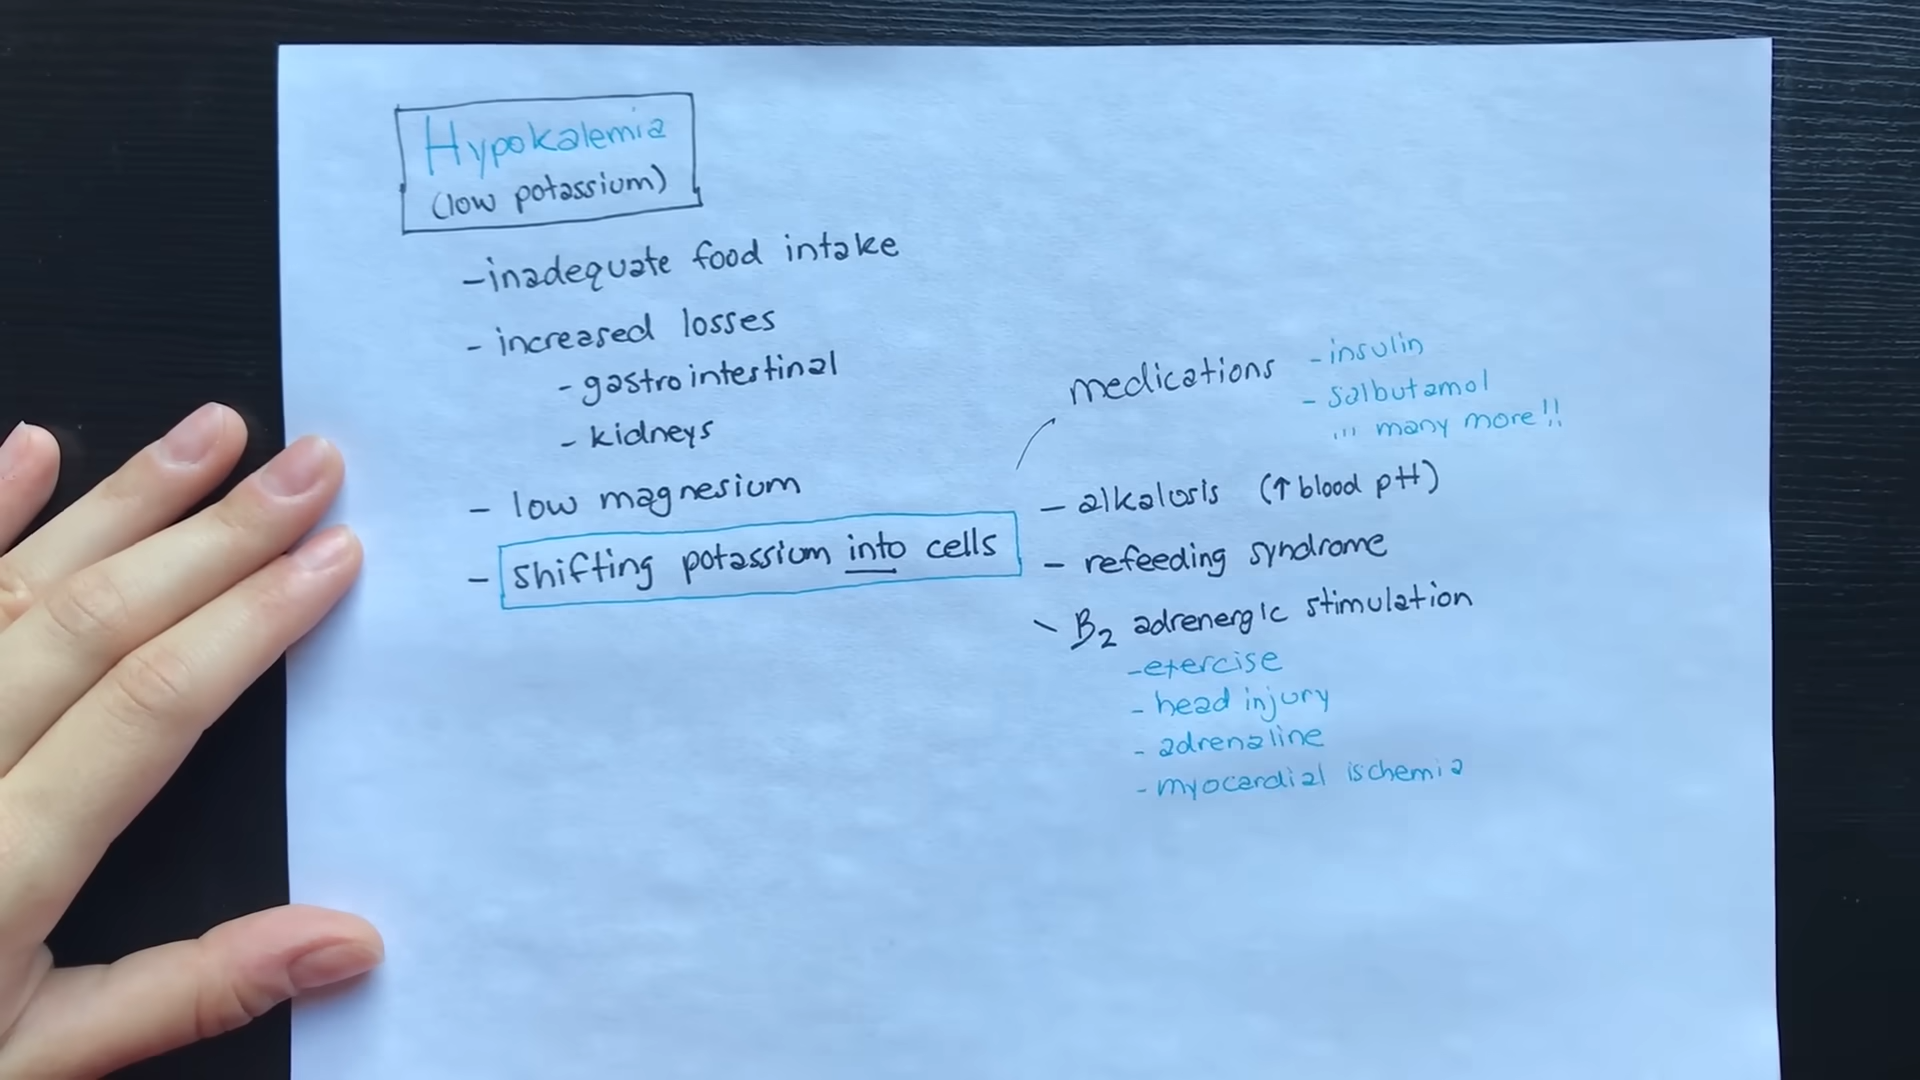 Hypokalemia
(low potassium)
- inadequate food intake
- increased losses
- gastrointestinal
- kidneys
- low magnesium
- shifting potassium into cells
medications
- insulin
- salbutamol
... many more!!
- alkalosis (↑ blood pH)
- refeeding syndrome
- B2 adrenergic stimulation
- exercise
- head injury
- adrenaline
- myocardial ischemia